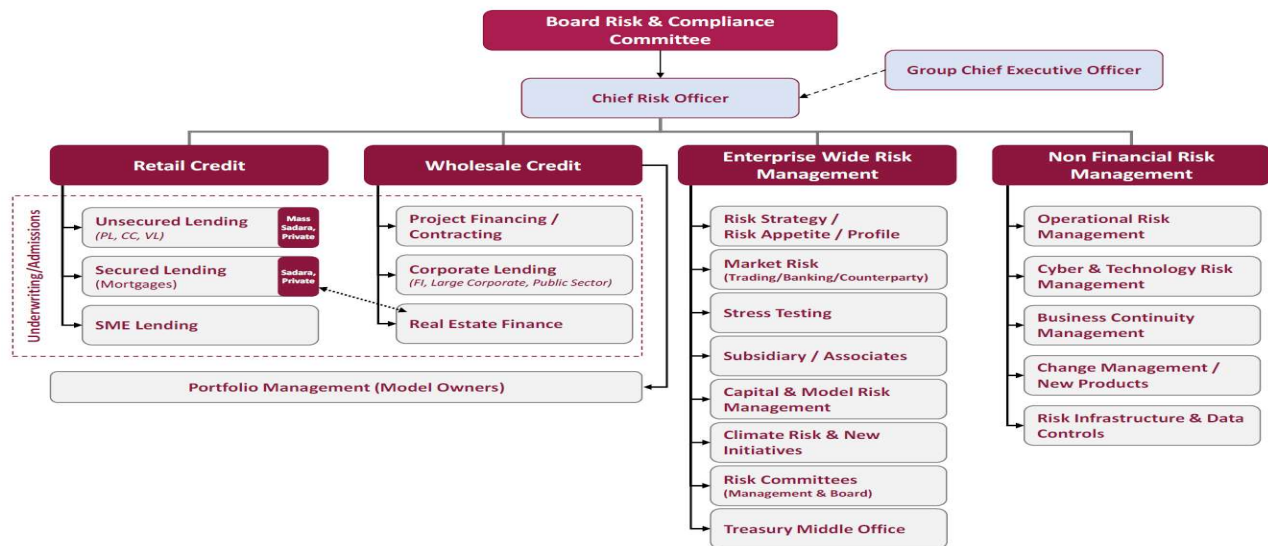 Board Risk & Compliance
Committee
Group Chief Executive Officer
Chief Risk Officer
Retail Credit
Wholesale Credit
Enterprise Wide Risk
Management
Non Financial Risk
Management
Underwriting/Admissions
Unsecured Lending
(PL, CC, VL)
Mass
Sadara,
Private
Secured Lending
(Mortgages)
Sadara,
Private
SME Lending
Project Financing /
Contracting
Corporate Lending
(FI, Large Corporate, Public Sector)
Real Estate Finance
Portfolio Management (Model Owners)
Risk Strategy /
Risk Appetite / Profile
Market Risk
(Trading/Banking/Counterparty)
Stress Testing
Subsidiary / Associates
Capital & Model Risk
Management
Climate Risk & New
Initiatives
Risk Committees
(Management & Board)
Treasury Middle Office
Operational Risk
Management
Cyber & Technology Risk
Management
Business Continuity
Management
Change Management /
New Products
Risk Infrastructure & Data
Controls